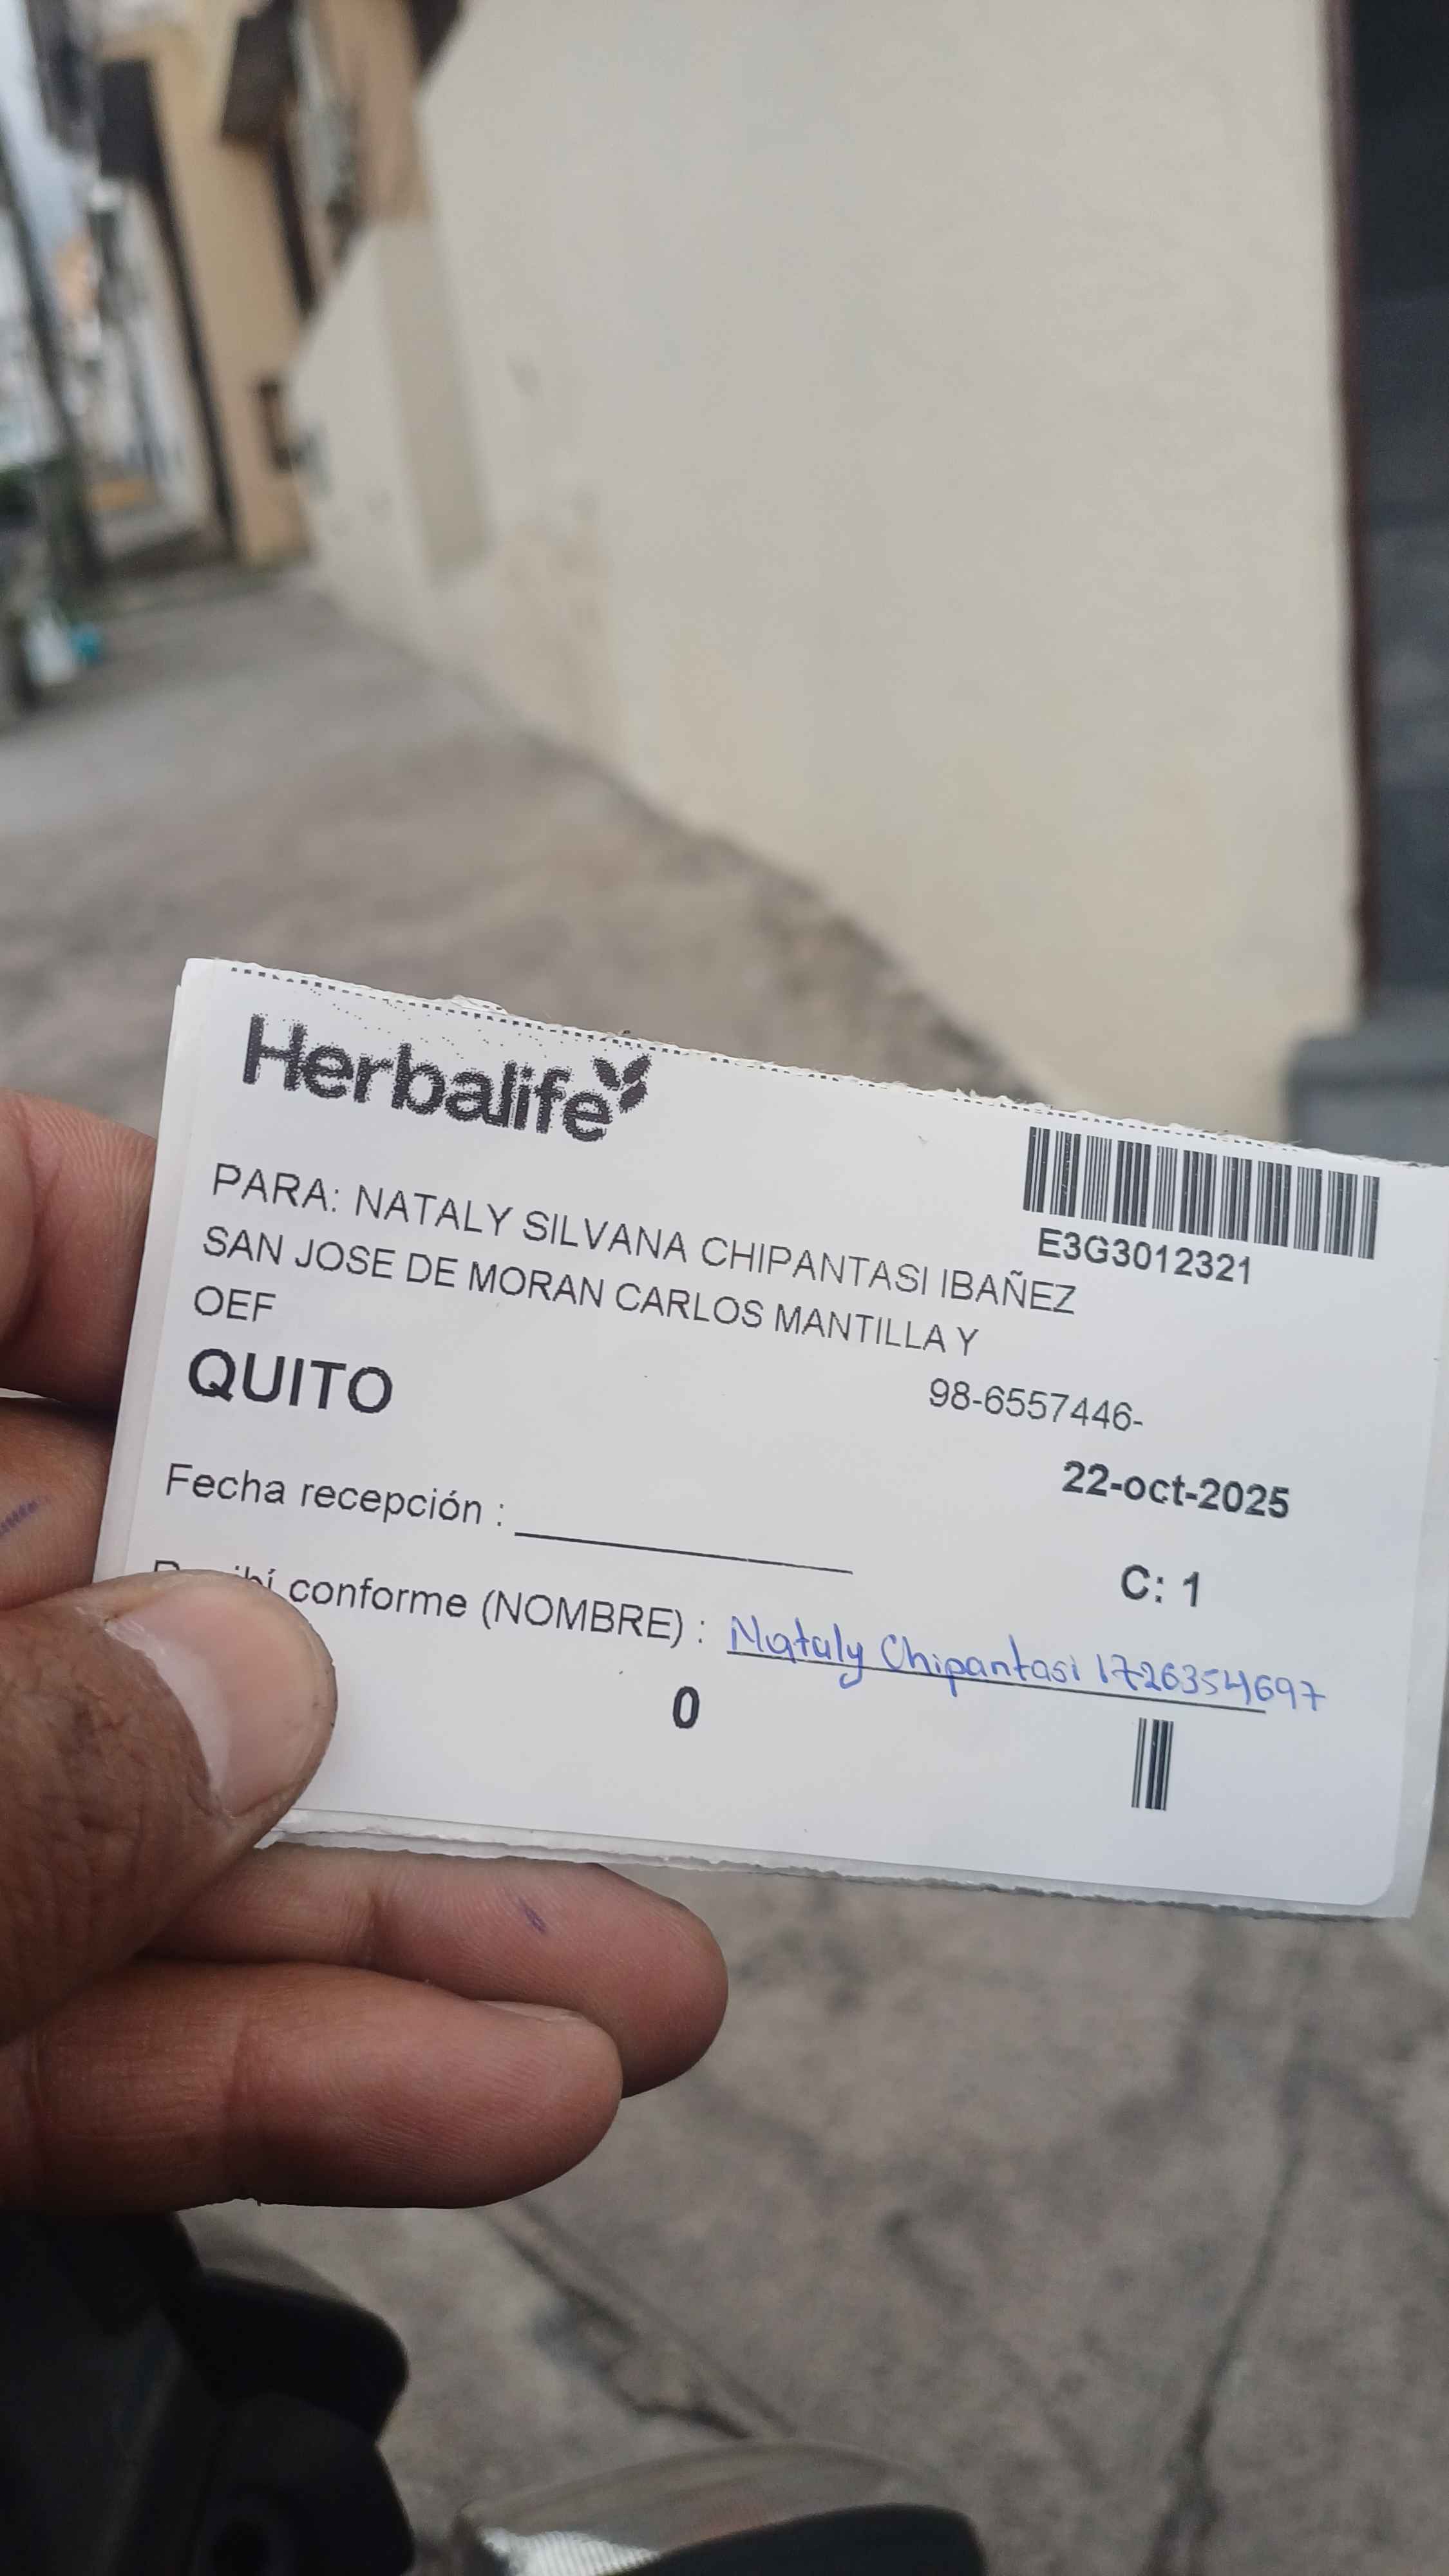 Herbalife
E3G3012321
PARA: NATALY SILVANA CHIPANTASI IBAÑEZ
SAN JOSE DE MORAN CARLOS MANTILLA Y
OEF
98-6557446-
QUITO
22-oct-2025
Fecha recepción :
C: 1
conforme (NOMBRE) : Nataly Chipantasi 1726354697
0